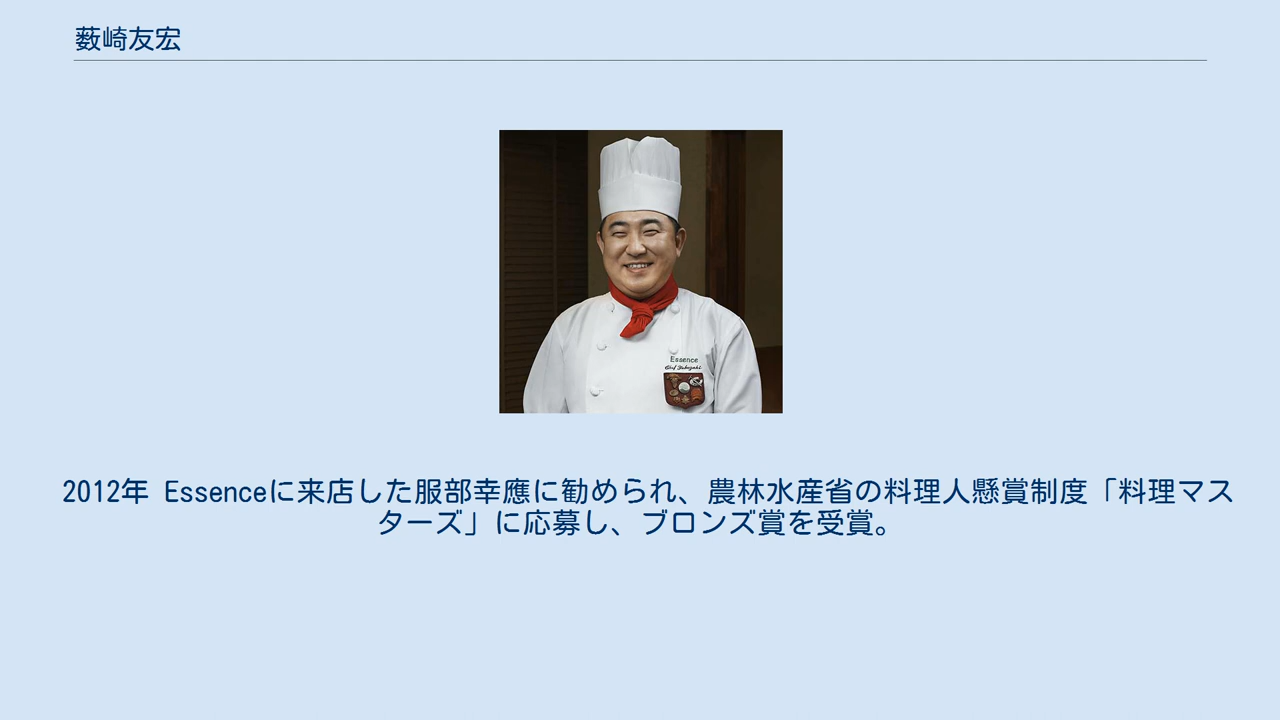 薮崎友宏
Essence
Chef Yabuzaki
2012年 Essenceに来店した服部幸應に勧められ、農林水産省の料理人懸賞制度「料理マス
ターズ」に応募し、ブロンズ賞を受賞。